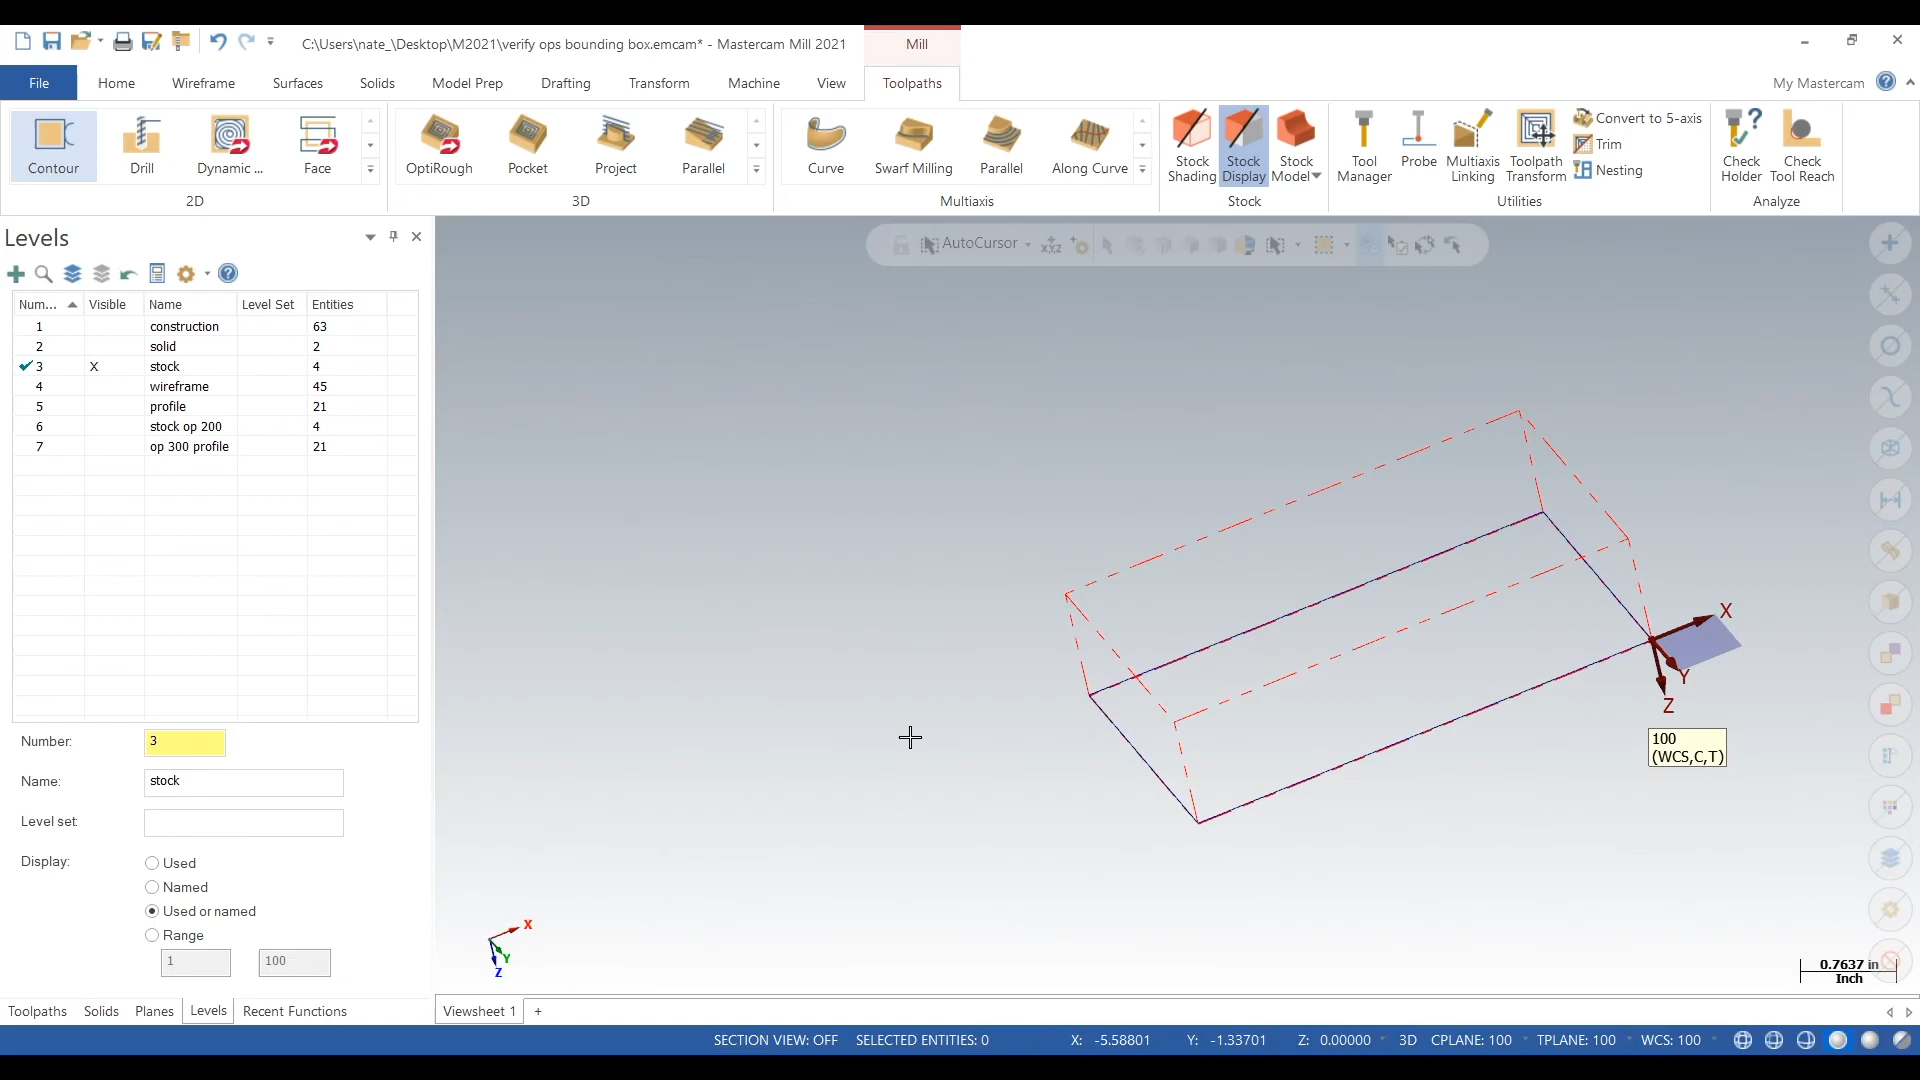 C:\Users\nate_\Desktop\M2021\verify ops bounding box.emcam* - Mastercam Mill 2021
Mill
File Home Wireframe Surfaces Solids Model Prep Drafting Transform Machine View Toolpaths My Mastercam
Contour Drill Dynamic ... Face
2D
OptiRough Pocket Project Parallel
3D
Curve Swarf Milling Parallel Along Curve
Multiaxis
Stock Shading Stock Display Stock Model
Stock
Tool Manager Probe Multiaxis Linking Toolpath Transform
Convert to 5-axis
Trim
Nesting
Utilities
Check Holder Check Tool Reach
Analyze
Levels
AutoCursor
Num... Visible Name Level Set Entities
1 construction 63
2 solid 2
3 X stock 4
4 wireframe 45
5 profile 21
6 stock op 200 4
7 op 300 profile 21
X
Y
Z
100
(WCS,C,T)
Number: 3
Name: stock
Level set:
Display: Used
Named
Used or named
Range
1 100
X
Y
Z
0.7637 in
Inch
Toolpaths Solids Planes Levels Recent Functions
Viewsheet 1 +
SECTION VIEW: OFF SELECTED ENTITIES: 0 X: -5.58801 Y: -1.33701 Z: 0.00000 3D CPLANE: 100 TPLANE: 100 WCS: 100